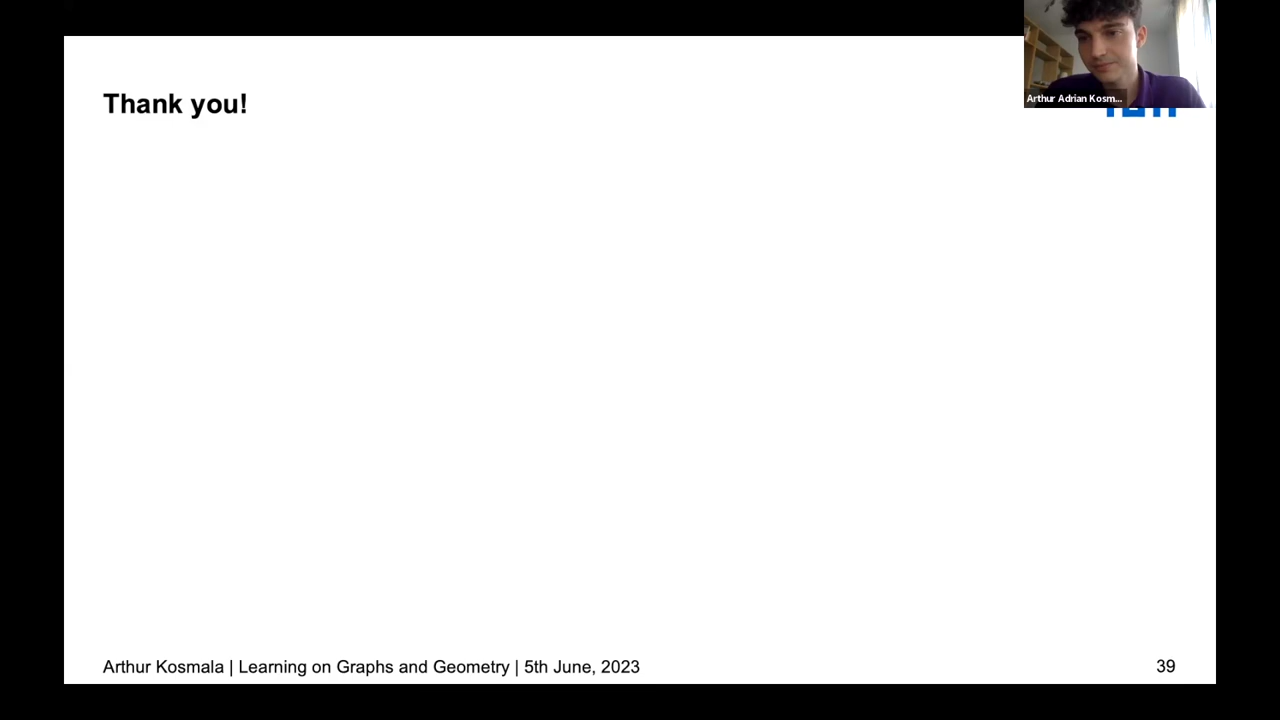 Thank you!
Arthur Adrian Kosm...
Arthur Kosmala | Learning on Graphs and Geometry | 5th June, 2023
39